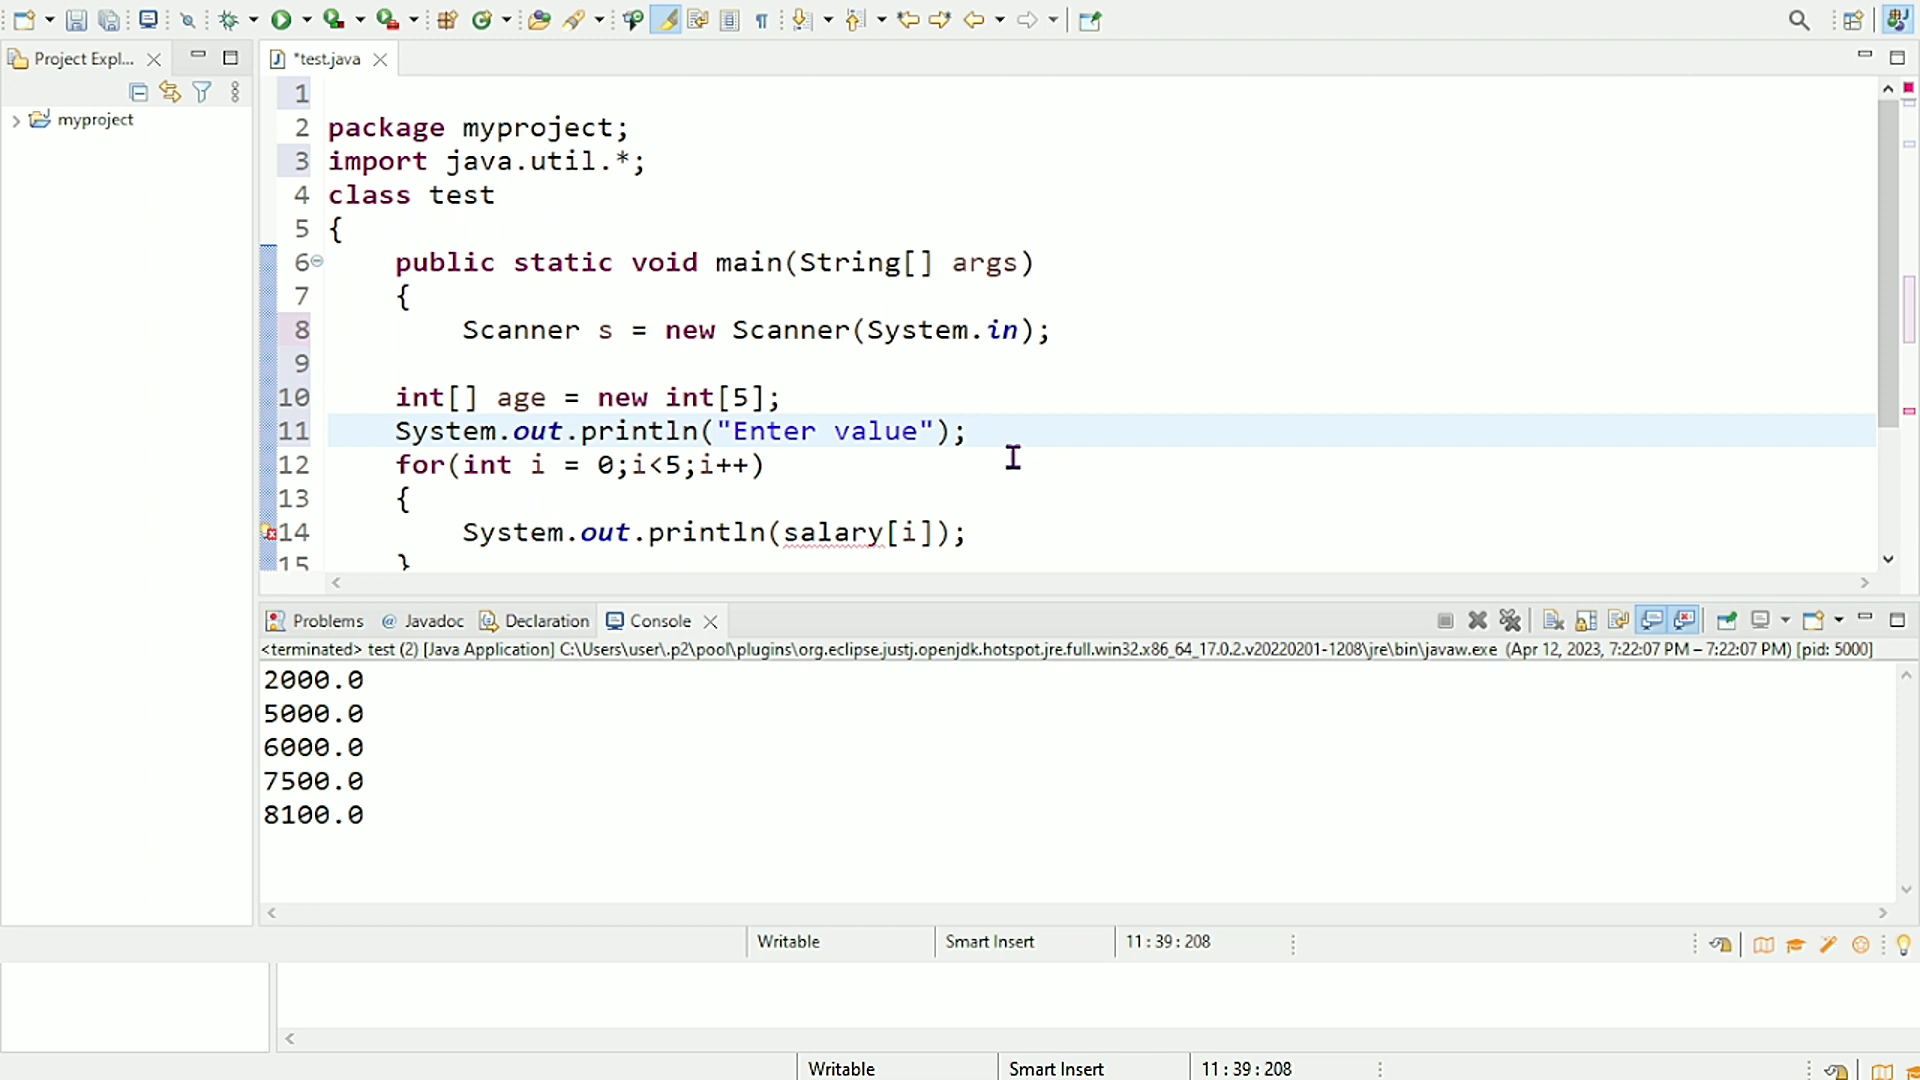 Project Expl...
*test.java
myproject
1
2 package myproject;
3 import java.util.*;
4 class test
5 {
6 public static void main(String[] args)
7 {
8 Scanner s = new Scanner(System.in);
9
10 int[] age = new int[5];
11 System.out.println("Enter value");
12 for(int i = 0;i<5;i++)
13 {
14 System.out.println(salary[i]);
15 }
Problems @ Javadoc Declaration Console
<terminated> test (2) [Java Application] C:\Users\user\.p2\pool\plugins\org.eclipse.justj.openjdk.hotspot.jre.full.win32.x86_64_17.0.2.v20220201-1208\jre\bin\javaw.exe (Apr 12, 2023, 7:22:07 PM – 7:22:07 PM) [pid: 5000]
2000.0
5000.0
6000.0
7500.0
8100.0
Writable Smart Insert 11 : 39 : 208
Writable Smart Insert 11 : 39 : 208